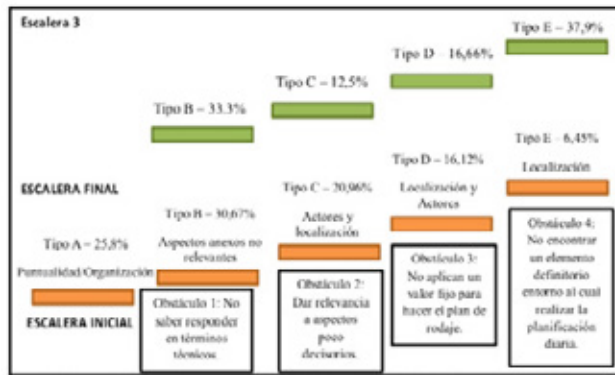 Escalera 3
Tipo E – 37,9%
Tipo D – 16,66%
Tipo C – 12,5%
Tipo B – 33.3%
ESCALERA FINAL
Tipo E – 6,45%
Localización
Tipo D – 16,12%
Localización y
Actores
Tipo C – 20,96%
Actores y
localización
Tipo B – 30,67%
Aspectos anexos no
relevantes
Tipo A – 25,8%
Puntualidad/Organización
ESCALERA INICIAL
Obstáculo 1: No
saber responder
en términos
técnicos.
Obstáculo 2:
Dar relevancia
a aspectos
poco
decisorios.
Obstáculo 3:
No aplican un
valor fijo para
hacer el plan de
rodaje.
Obstáculo 4:
No encontrar
un elemento
definitorio
entorno al cual
realizar la
planificación
diaria.